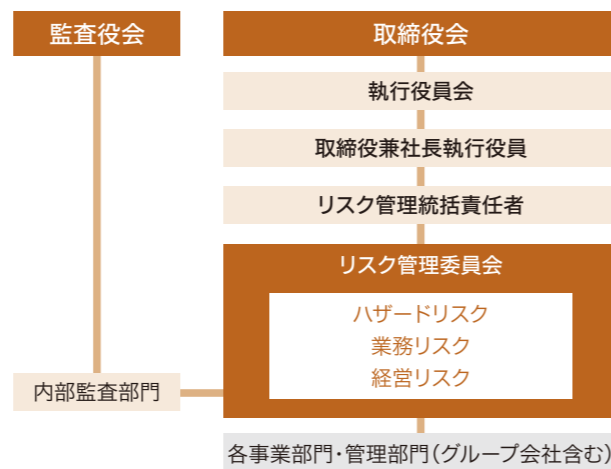 監査役会
取締役会
執行役員会
取締役兼社長執行役員
リスク管理統括責任者
リスク管理委員会
ハザードリスク
業務リスク
経営リスク
内部監査部門
各事業部門・管理部門(グループ会社含む)